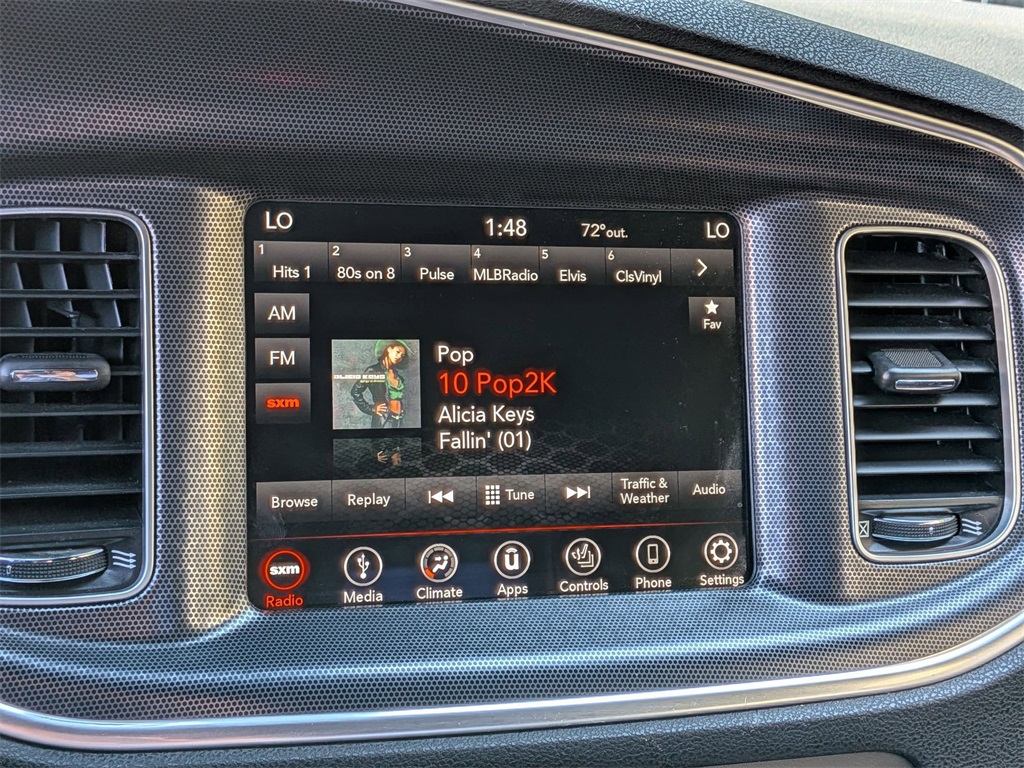 LO 1:48 72°out. LO
1 Hits 1 2 80s on 8 3 Pulse 4 MLBRadio 5 Elvis 6 ClsVinyl
AM
Fav
FM
sxm
ALICIA KEYS
Pop
10 Pop2K
Alicia Keys
Fallin' (01)
Browse Replay Tune Traffic & Weather Audio
sxm
Radio Media Climate Apps Controls Phone Settings